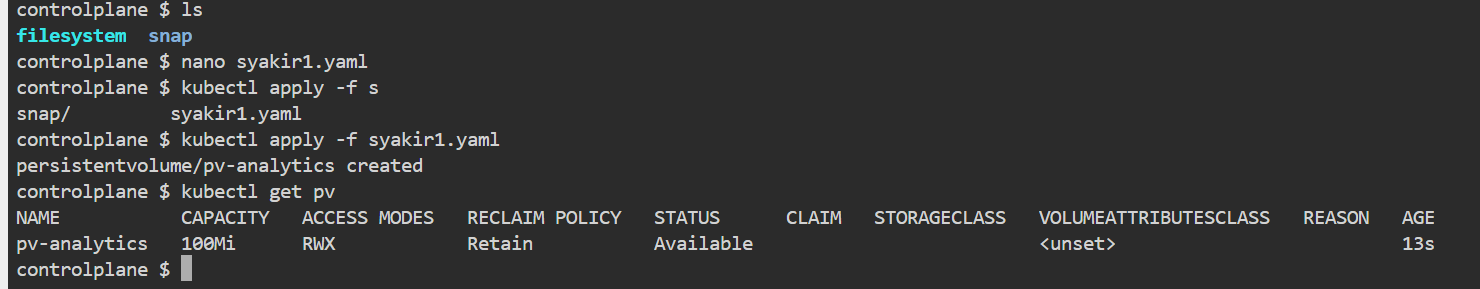 controlplane $ ls
filesystem  snap
controlplane $ nano syakir1.yaml
controlplane $ kubectl apply -f s
snap/         syakir1.yaml
controlplane $ kubectl apply -f syakir1.yaml
persistentvolume/pv-analytics created
controlplane $ kubectl get pv
NAME           CAPACITY   ACCESS MODES   RECLAIM POLICY   STATUS      CLAIM   STORAGECLASS   VOLUMEATTRIBUTESCLASS   REASON   AGE
pv-analytics   100Mi      RWX            Retain           Available                          <unset>                          13s
controlplane $